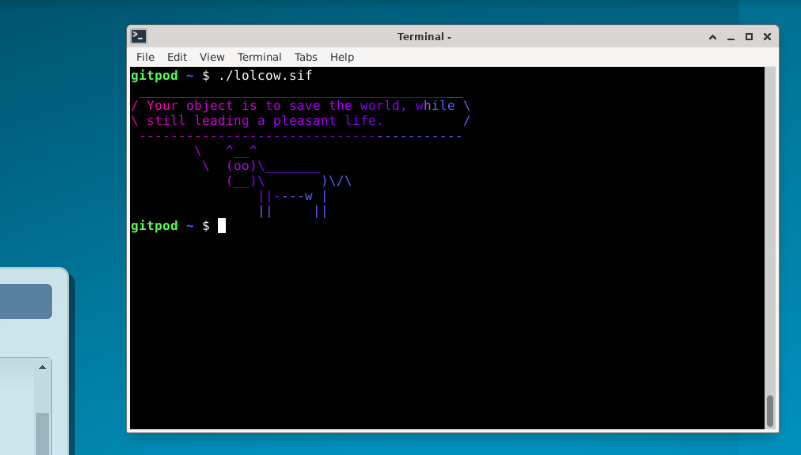 Terminal -
File Edit View Terminal Tabs Help
gitpod ~ $ ./lolcow.sif
 _________________________________________
/ Your object is to save the world, while \
\ still leading a pleasant life.          /
 -----------------------------------------
        \   ^__^
         \  (oo)\_______
            (__)\       )\/\
                ||----w |
                ||     ||
gitpod ~ $